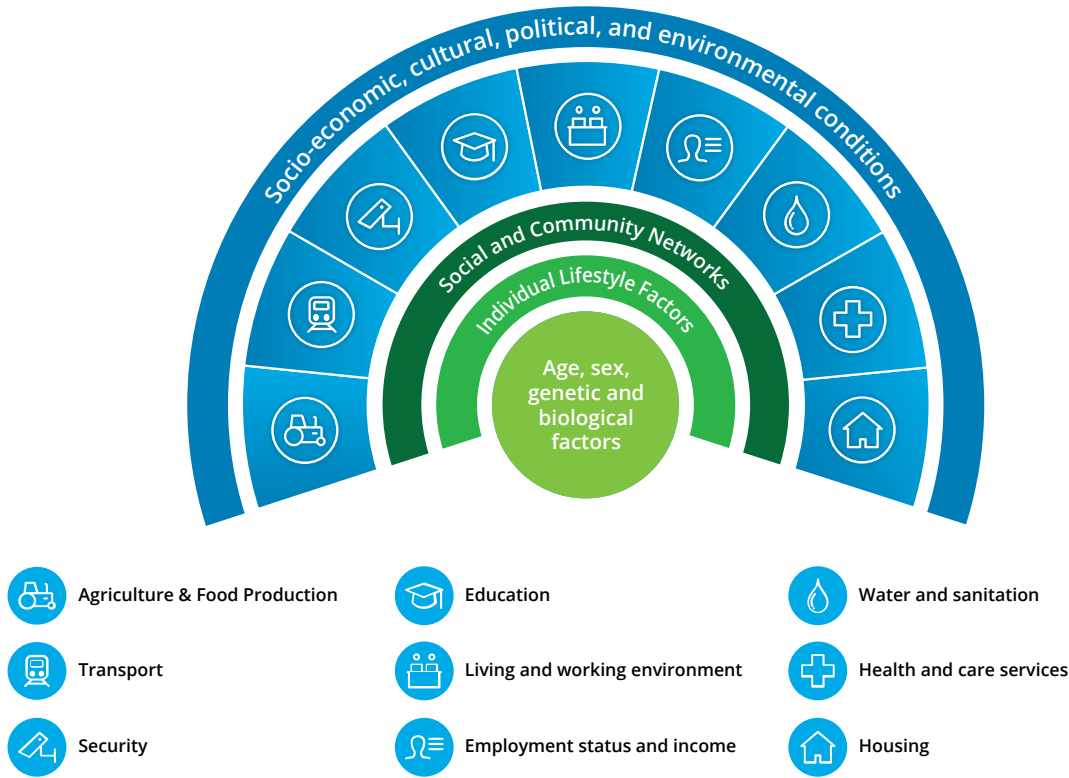 Socio-economic, cultural, political, and environmental conditions
Social and Community Networks
Individual Lifestyle Factors
Age, sex,
genetic and
biological
factors
Agriculture & Food Production
Transport
Security
Education
Living and working environment
Employment status and income
Water and sanitation
Health and care services
Housing